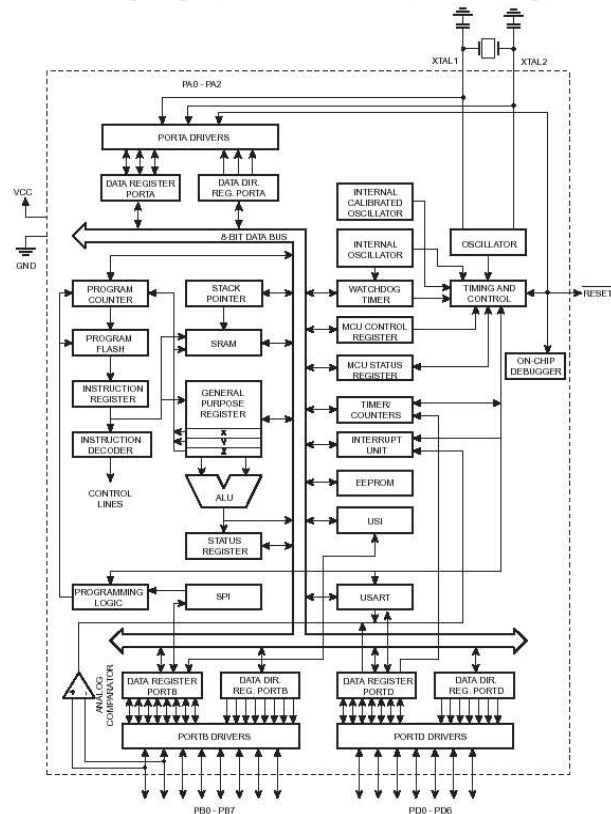 XTAL1
XTAL2
PA0 - PA2
PORTA DRIVERS
DATA REGISTER
PORTA
DATA DIR.
REG. PORTA
VCC
GND
8-BIT DATA BUS
INTERNAL
CALIBRATED
OSCILLATOR
INTERNAL
OSCILLATOR
OSCILLATOR
PROGRAM
COUNTER
STACK
POINTER
WATCHDOG
TIMER
TIMING AND
CONTROL
RESET
PROGRAM
FLASH
SRAM
MCU CONTROL
REGISTER
MCU STATUS
REGISTER
ON-CHIP
DEBUGGER
INSTRUCTION
REGISTER
GENERAL
PURPOSE
REGISTER
X
Y
Z
TIMER/
COUNTERS
INSTRUCTION
DECODER
INTERRUPT
UNIT
CONTROL
LINES
ALU
EEPROM
STATUS
REGISTER
USI
PROGRAMMING
LOGIC
SPI
USART
ANALOG
COMPARATOR
DATA REGISTER
PORTB
DATA DIR.
REG. PORTB
DATA REGISTER
PORTD
DATA DIR.
REG. PORTD
PORTB DRIVERS
PORTD DRIVERS
PB0 - PB7
PD0 - PD6